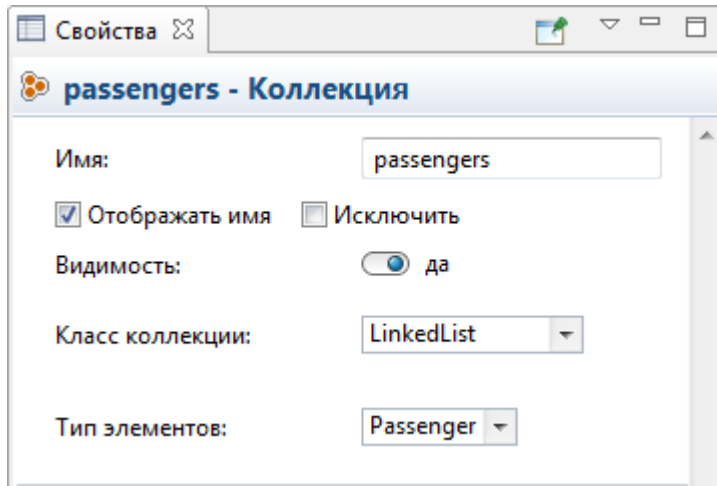 Свойства
passengers - Коллекция
Имя: passengers
Отображать имя Исключить
Видимость: да
Класс коллекции: LinkedList
Тип элементов: Passenger